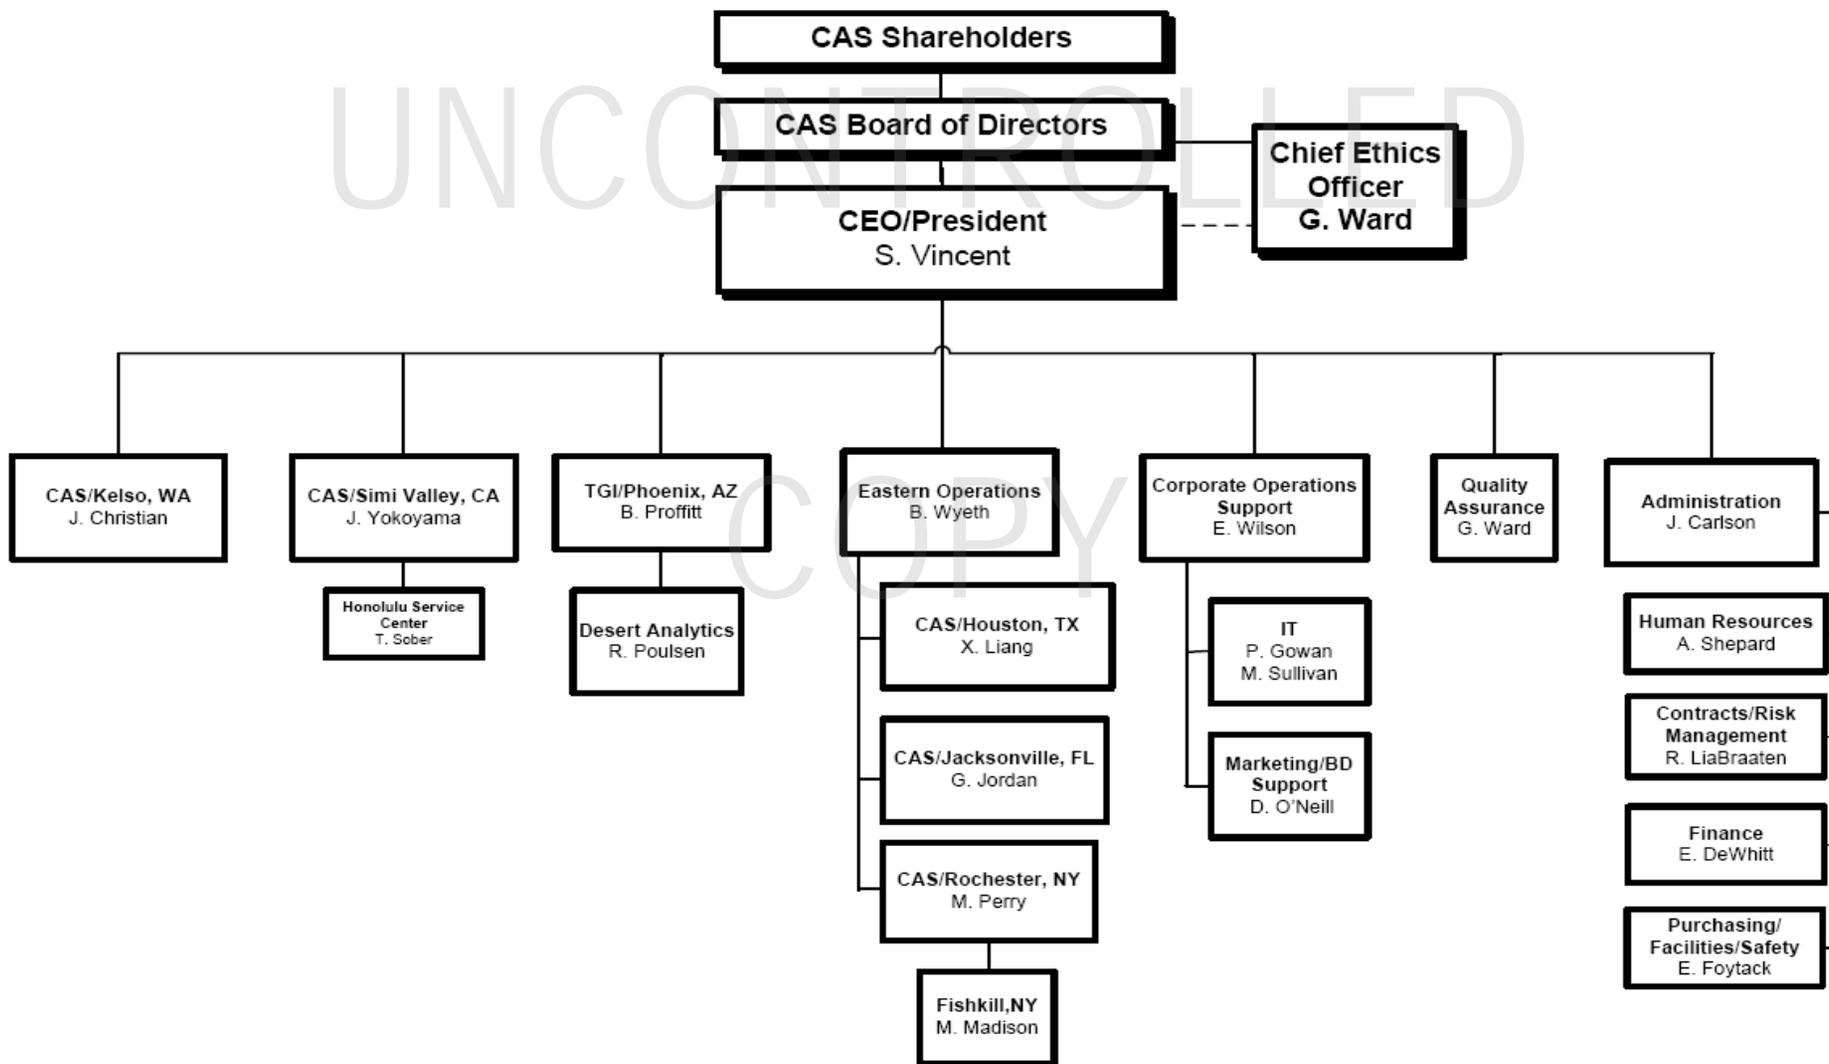 CAS Shareholders
CAS Board of Directors
Chief Ethics
Officer
G. Ward
CEO/President
S. Vincent
UNCONTROLLED
COPY
CAS/Kelso, WA
J. Christian
CAS/Simi Valley, CA
J. Yokoyama
Honolulu Service
Center
T. Sober
TGI/Phoenix, AZ
B. Proffitt
Desert Analytics
R. Poulsen
Eastern Operations
B. Wyeth
CAS/Houston, TX
X. Liang
CAS/Jacksonville, FL
G. Jordan
CAS/Rochester, NY
M. Perry
Fishkill,NY
M. Madison
Corporate Operations
Support
E. Wilson
IT
P. Gowan
M. Sullivan
Marketing/BD
Support
D. O'Neill
Quality
Assurance
G. Ward
Administration
J. Carlson
Human Resources
A. Shepard
Contracts/Risk
Management
R. LiaBraaten
Finance
E. DeWhitt
Purchasing/
Facilities/Safety
E. Foytack